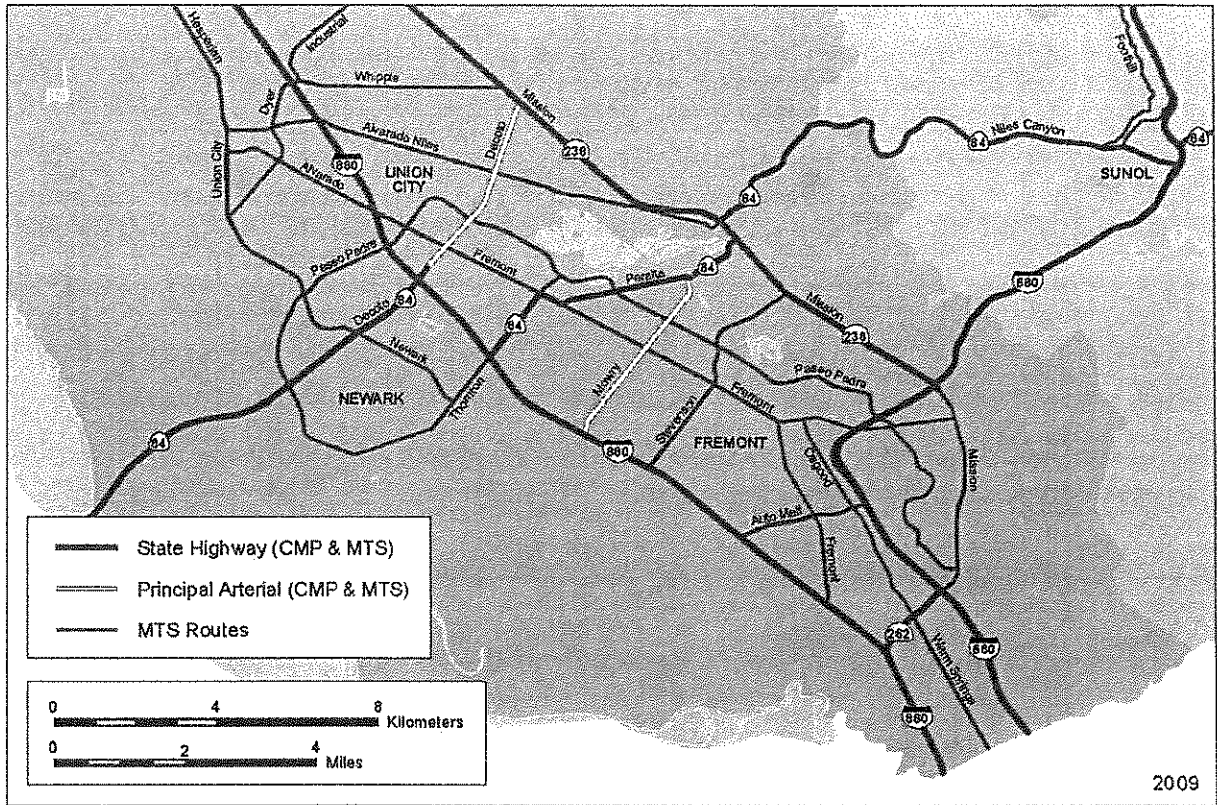 Hesperian
Industrial
Foothill
Whipple
Dyer
Mission
Alvarado Niles
Decoto
238
Niles Canyon
84
84
880
SUNOL
Union City
UNION
CITY
Alvarado
84
Paseo Padre
Fremont
Peralta
84
680
84
Decoto
84
Mission
238
Newark
Mowry
Paseo Padre
NEWARK
Thornton
Stevenson
Fremont
FREMONT
84
880
Osgood
Mission
Auto Mall
Fremont
262
Warm Springs
680
880
State Highway (CMP & MTS)
Principal Arterial (CMP & MTS)
MTS Routes
0 4 8
Kilometers
0 2 4
Miles
2009